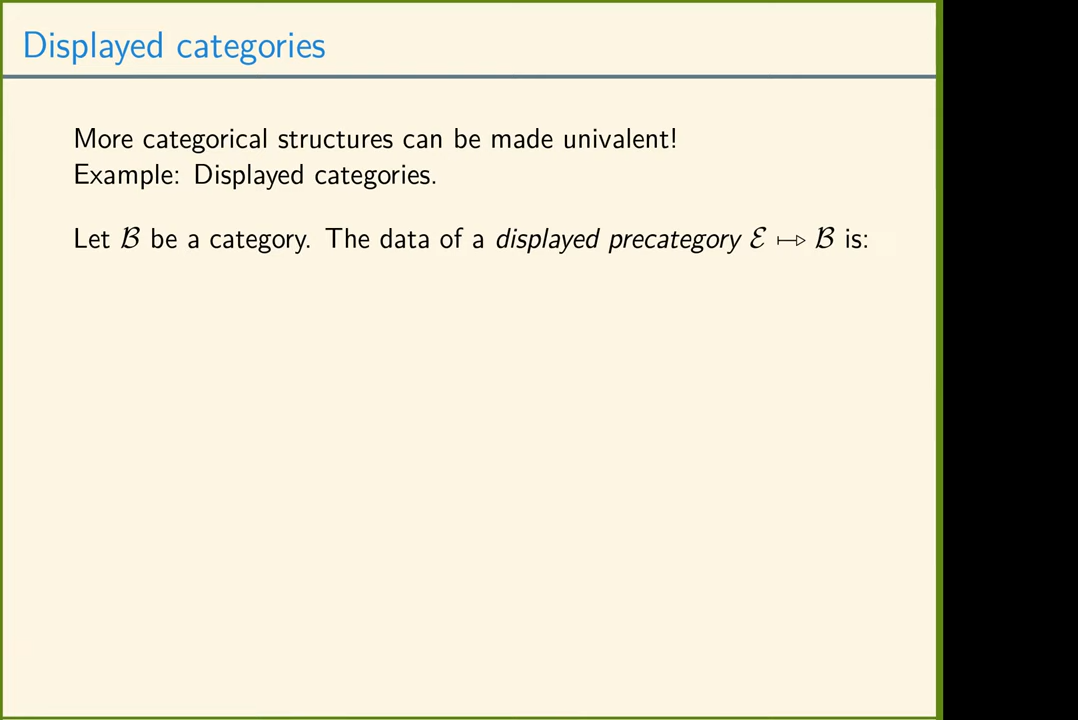 Displayed categories
More categorical structures can be made univalent!
Example: Displayed categories.
Let ℬ be a category. The data of a displayed precategory ℰ ⇾ ℬ is: